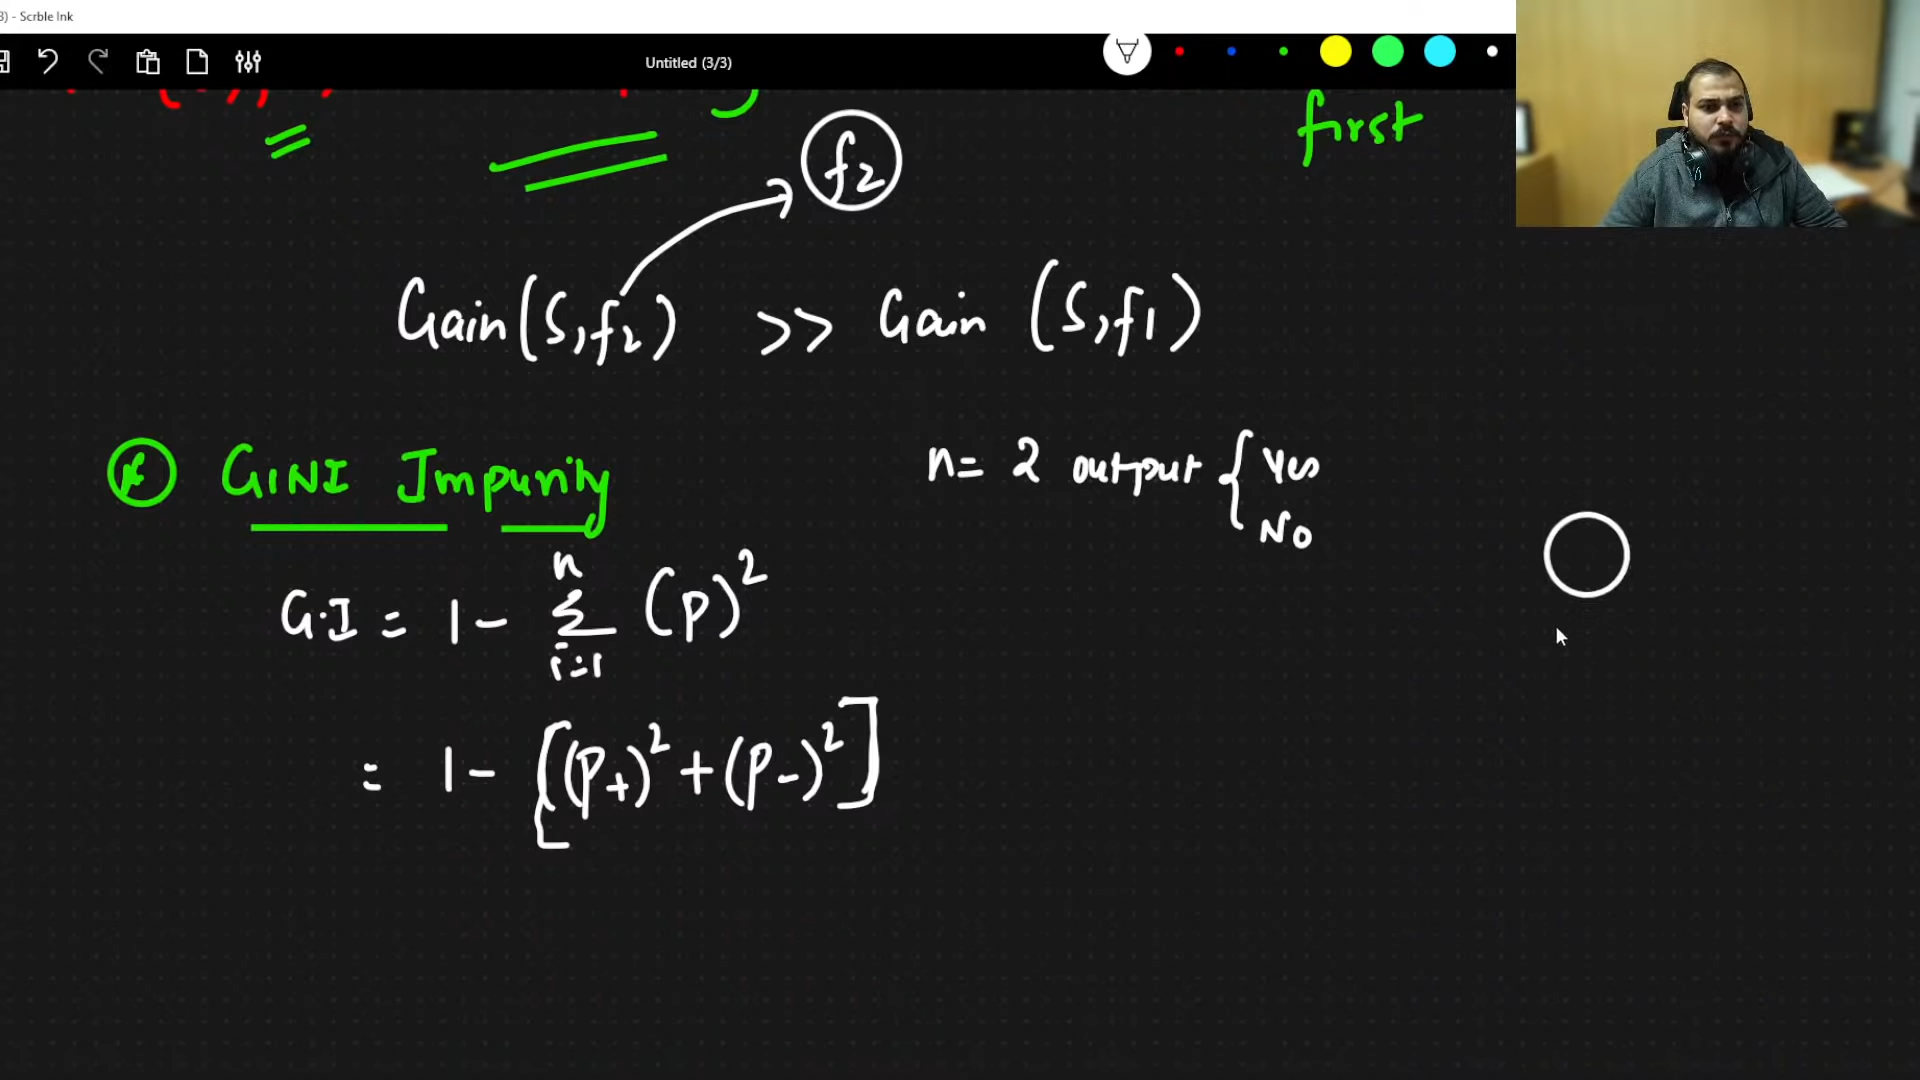 3) - Scrble Ink
Untitled (3/3)
first
f2
Gain(S,f2) >> Gain (S,f1)
GINI Impurity
n= 2 output { Yes
No
G.I = 1 - n Σ i=1 (p)²
= 1 - [(p+)² + (p-)²]